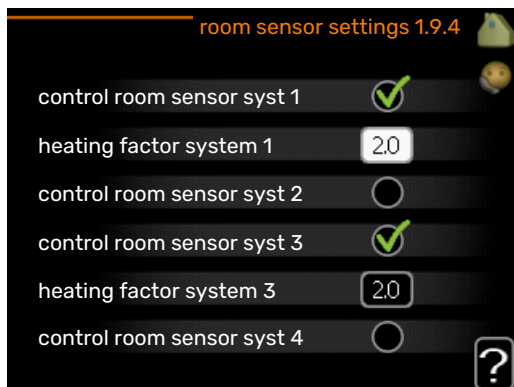 room sensor settings 1.9.4
control room sensor syst 1
heating factor system 1 2.0
control room sensor syst 2
control room sensor syst 3
heating factor system 3 2.0
control room sensor syst 4
?